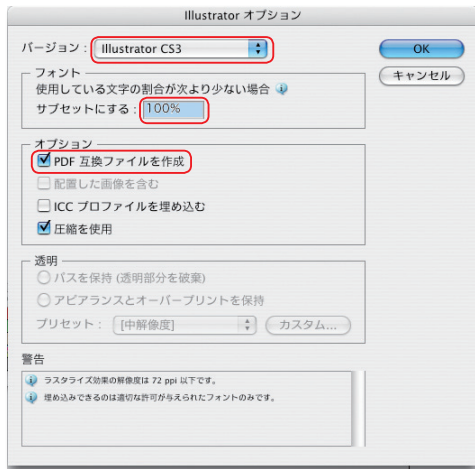 Illustrator オプション
バージョン： Illustrator CS3
OK
キャンセル
フォント
使用している文字の割合が次より少ない場合
サブセットにする： 100%
オプション
PDF 互換ファイルを作成
配置した画像を含む
ICC プロファイルを埋め込む
圧縮を使用
透明
パスを保持 (透明部分を破棄)
アピアランスとオーバープリントを保持
プリセット： [中解像度] カスタム...
警告
ラスタライズ効果の解像度は 72 ppi 以下です。
埋め込みできるのは適切な許可が与えられたフォントのみです。